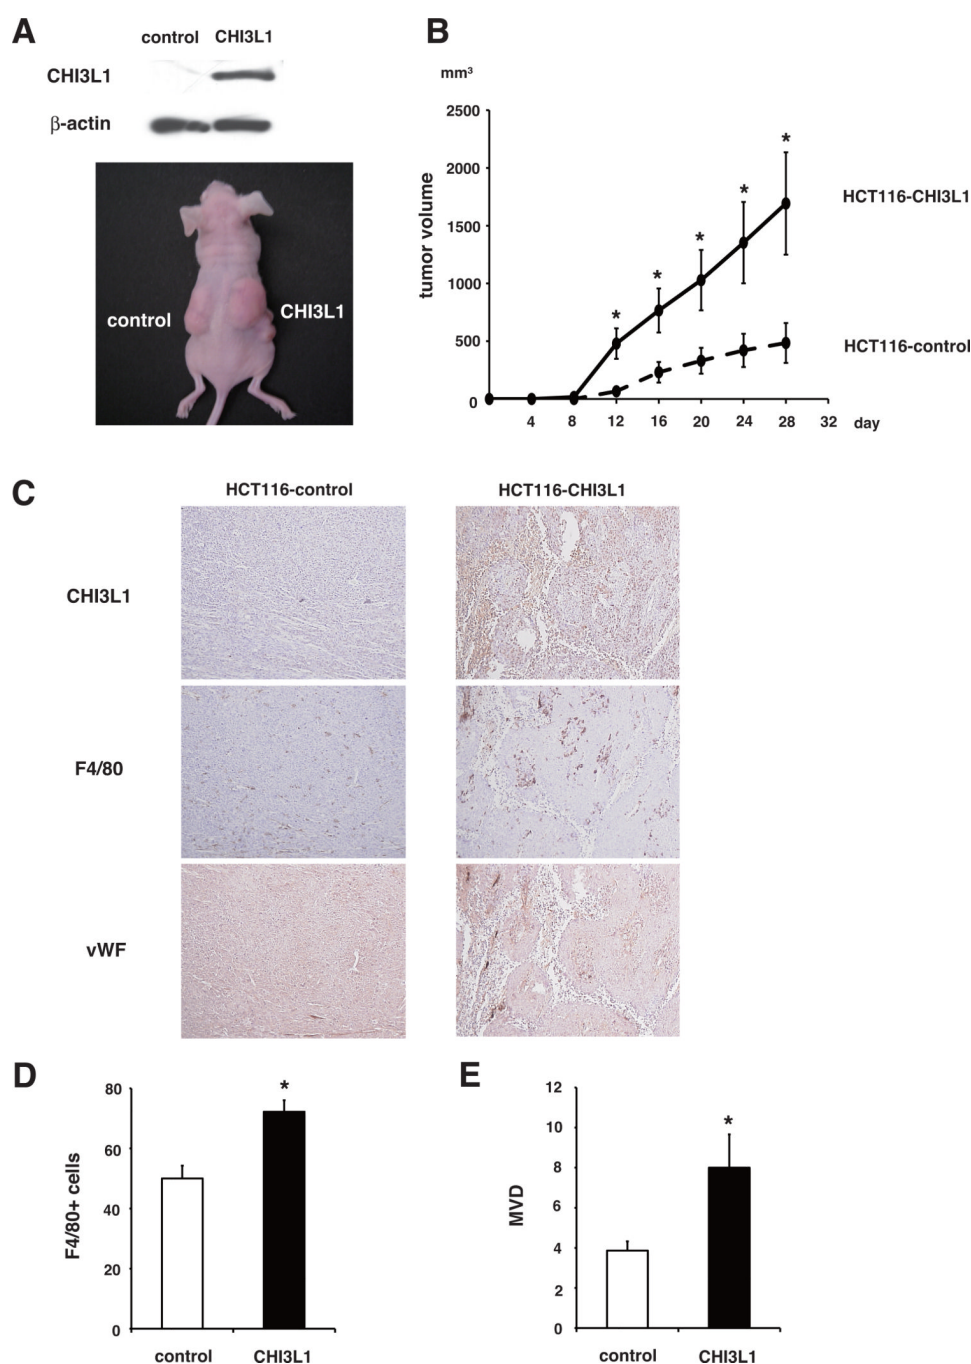 A
control CHI3L1
CHI3L1
β-actin
control
CHI3L1
B
mm³
2500
2000
1500
1000
500
0
tumor volume
*
*
*
*
*
*
4 8 12 16 20 24 28 32 day
HCT116-CHI3L1
HCT116-control
C
HCT116-control HCT116-CHI3L1
CHI3L1
F4/80
vWF
D
80
60
40
20
0
F4/80+ cells
*
control CHI3L1
E
12
10
8
6
4
2
0
MVD
*
control CHI3L1